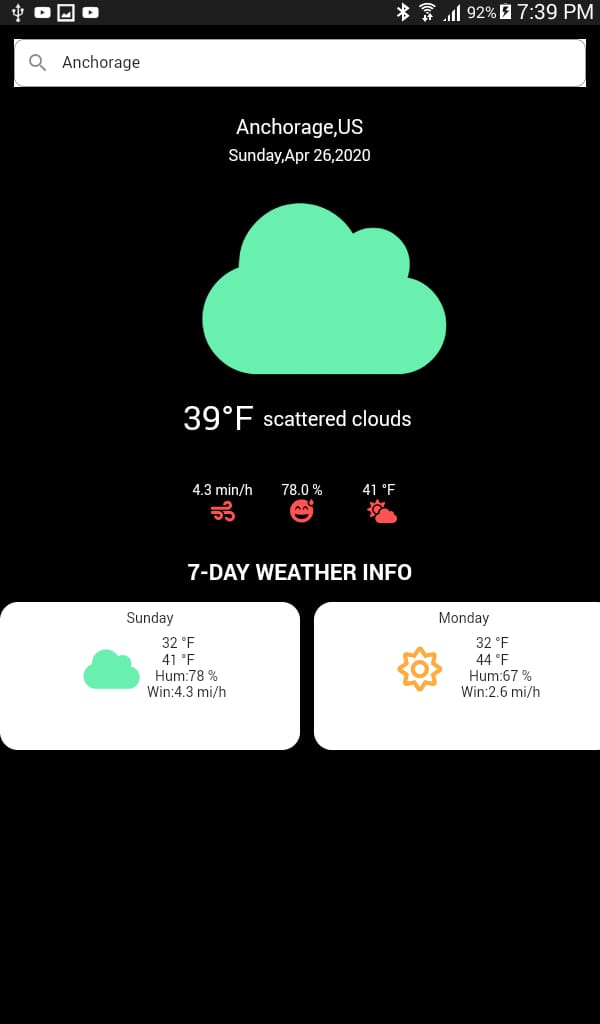 92% 7:39 PM
Anchorage
Anchorage,US
Sunday,Apr 26,2020
39°F scattered clouds
4.3 min/h 78.0 % 41 °F
7-DAY WEATHER INFO
Sunday
32 °F
41 °F
Hum:78 %
Win:4.3 mi/h
Monday
32 °F
44 °F
Hum:67 %
Win:2.6 mi/h